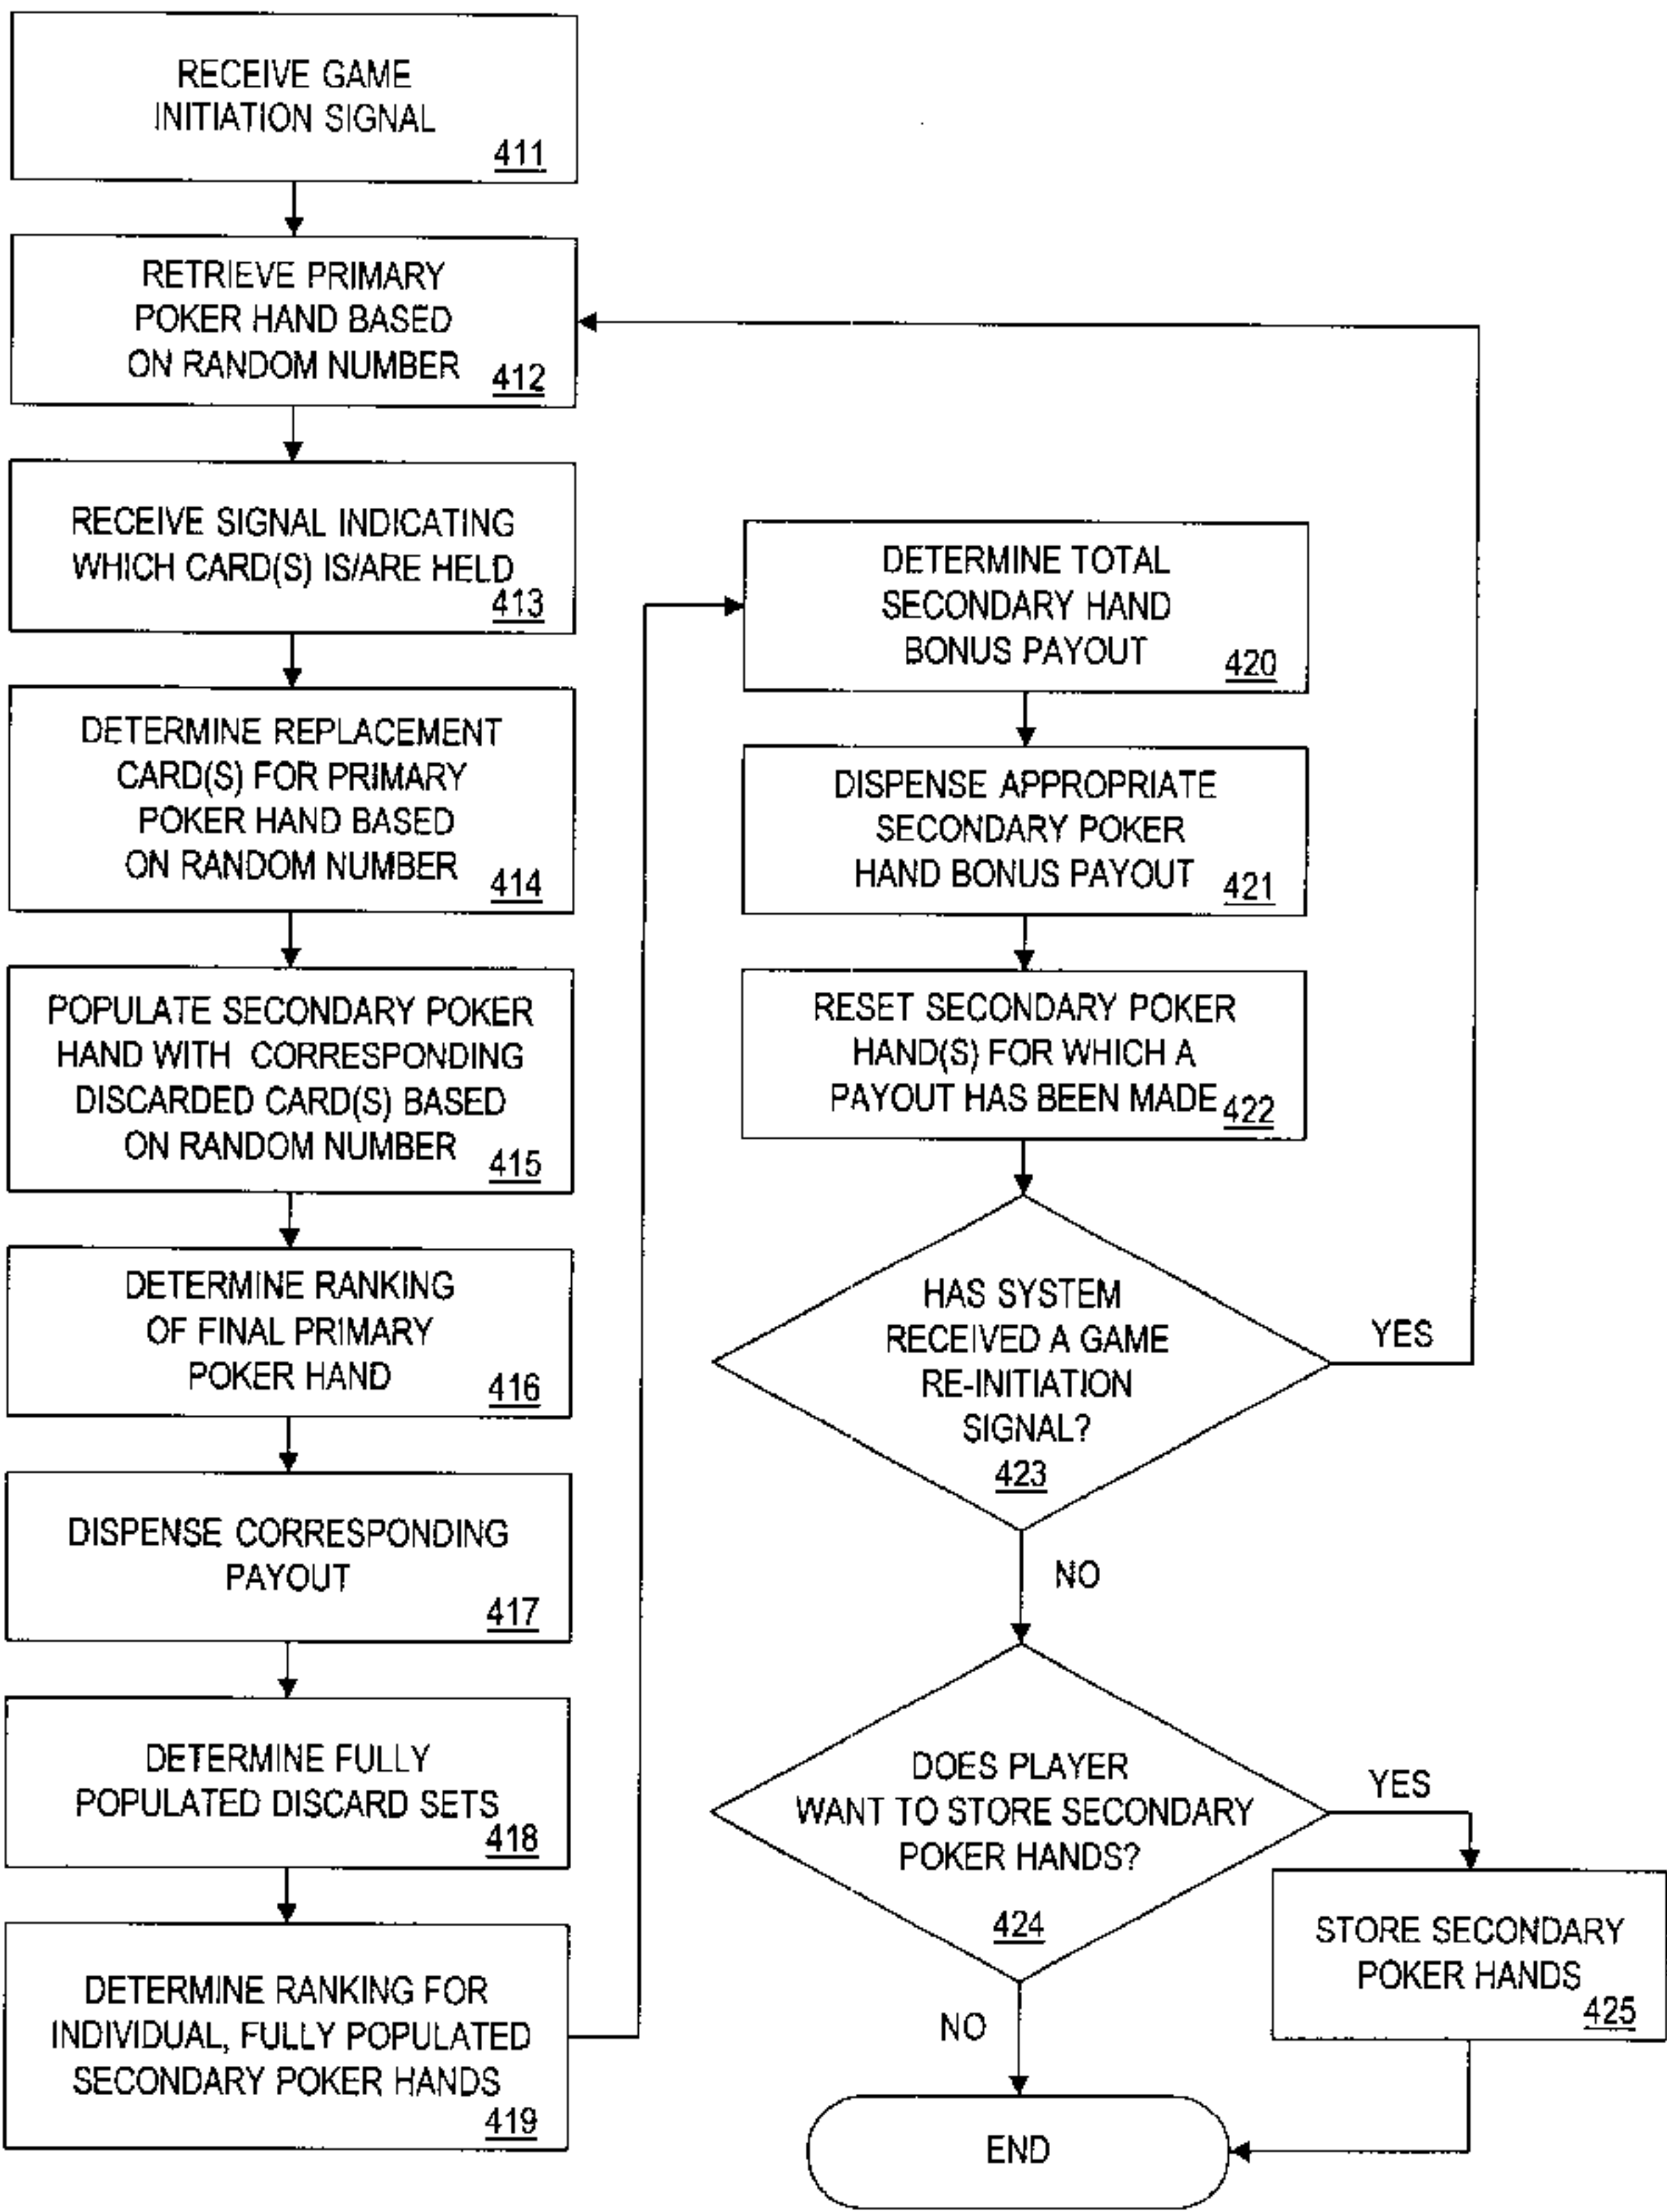 RECEIVE GAME
INITIATION SIGNAL
411
RETRIEVE PRIMARY
POKER HAND BASED
ON RANDOM NUMBER
412
RECEIVE SIGNAL INDICATING
WHICH CARD(S) IS/ARE HELD
413
DETERMINE REPLACEMENT
CARD(S) FOR PRIMARY
POKER HAND BASED
ON RANDOM NUMBER
414
POPULATE SECONDARY POKER
HAND WITH CORRESPONDING
DISCARDED CARD(S) BASED
ON RANDOM NUMBER
415
DETERMINE RANKING
OF FINAL PRIMARY
POKER HAND
416
DISPENSE CORRESPONDING
PAYOUT
417
DETERMINE FULLY
POPULATED DISCARD SETS
418
DETERMINE RANKING FOR
INDIVIDUAL, FULLY POPULATED
SECONDARY POKER HANDS
419
DETERMINE TOTAL
SECONDARY HAND
BONUS PAYOUT
420
DISPENSE APPROPRIATE
SECONDARY POKER
HAND BONUS PAYOUT
421
RESET SECONDARY POKER
HAND(S) FOR WHICH A
PAYOUT HAS BEEN MADE
422
HAS SYSTEM
RECEIVED A GAME
RE-INITIATION
SIGNAL?
423
YES
NO
DOES PLAYER
WANT TO STORE SECONDARY
POKER HANDS?
424
YES
NO
STORE SECONDARY
POKER HANDS
425
END